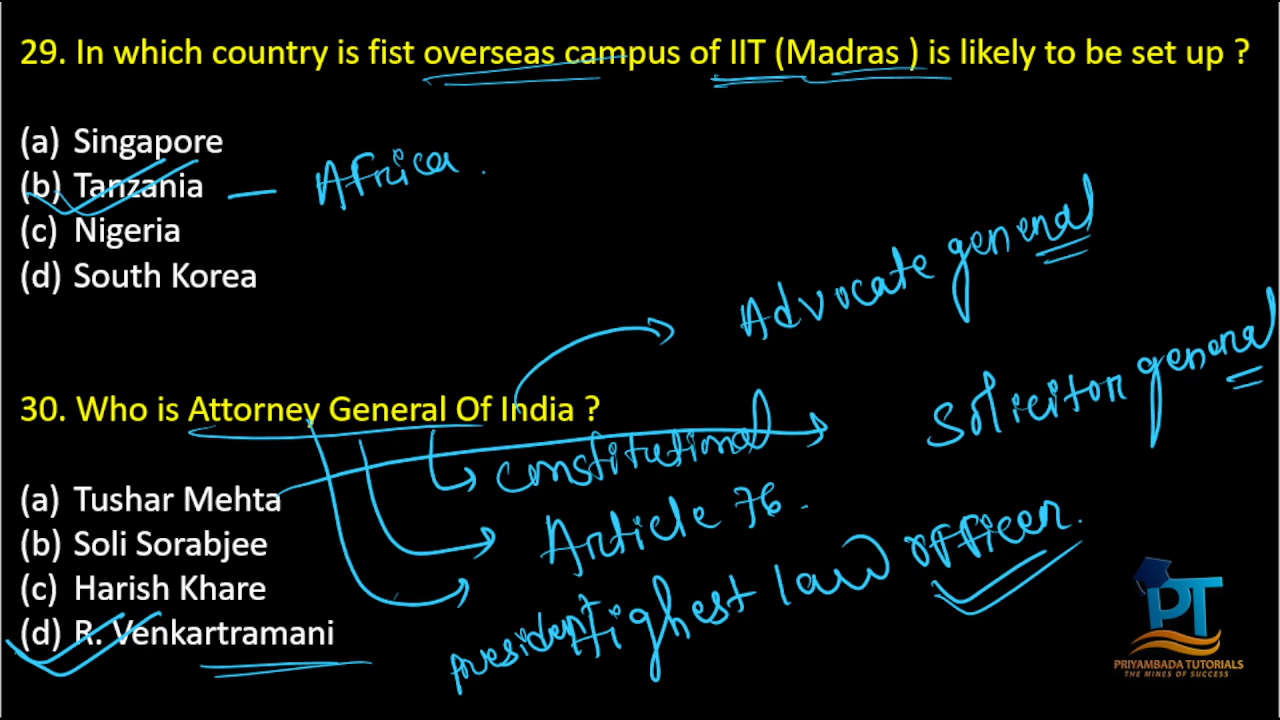 29. In which country is fist overseas campus of IIT (Madras ) is likely to be set up ?
(a) Singapore
(b) Tanzania - Africa.
(c) Nigeria
(d) South Korea
Advocate general
30. Who is Attorney General Of India ?
Solicitor general
constitutional
(a) Tushar Mehta
Article 76.
(b) Soli Sorabjee
(c) Harish Khare
Highest law officer.
(d) R. Venkartramani
president
PT
PRIYAMBADA TUTORIALS
THE MINES OF SUCCESS